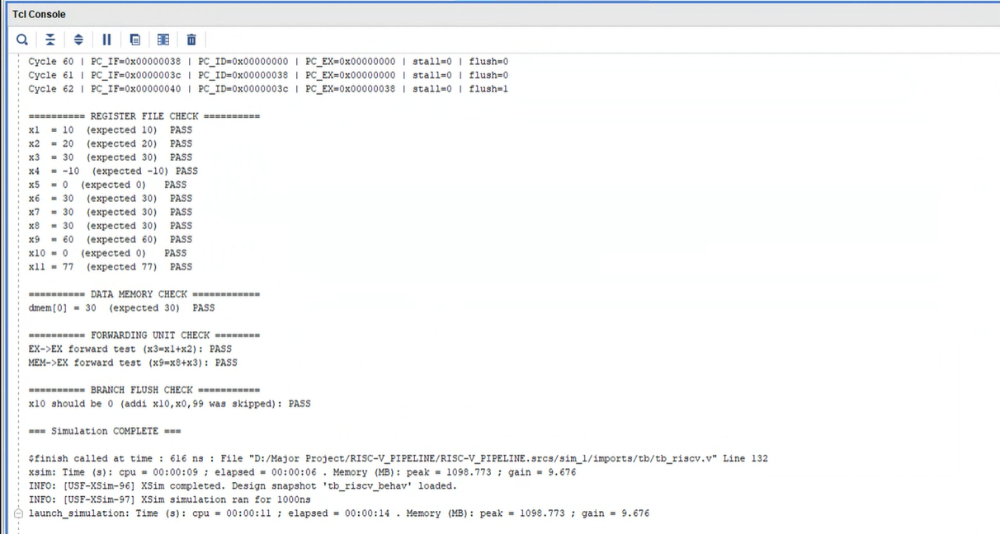 Tcl Console
Cycle 60 | PC_IF=0x00000038 | PC_ID=0x00000000 | PC_EX=0x00000000 | stall=0 | flush=0
Cycle 61 | PC_IF=0x0000003c | PC_ID=0x00000038 | PC_EX=0x00000000 | stall=0 | flush=0
Cycle 62 | PC_IF=0x00000040 | PC_ID=0x0000003c | PC_EX=0x00000038 | stall=0 | flush=1
========== REGISTER FILE CHECK ==========
x1  = 10  (expected 10)  PASS
x2  = 20  (expected 20)  PASS
x3  = 30  (expected 30)  PASS
x4  = -10  (expected -10) PASS
x5  = 0  (expected 0)   PASS
x6  = 30  (expected 30)  PASS
x7  = 30  (expected 30)  PASS
x8  = 30  (expected 30)  PASS
x9  = 60  (expected 60)  PASS
x10 = 0  (expected 0)   PASS
x11 = 77  (expected 77)  PASS
========== DATA MEMORY CHECK ============
dmem[0] = 30  (expected 30)  PASS
========== FORWARDING UNIT CHECK ========
EX->EX forward test (x3=x1+x2): PASS
MEM->EX forward test (x9=x8+x3): PASS
========== BRANCH FLUSH CHECK ===========
x10 should be 0 (addi x10,x0,99 was skipped): PASS
=== Simulation COMPLETE ===
$finish called at time : 616 ns : File "D:/Major Project/RISC-V_PIPELINE/RISC-V_PIPELINE.srcs/sim_1/imports/tb/tb_riscv.v" Line 132
xsim: Time (s): cpu = 00:00:09 ; elapsed = 00:00:06 . Memory (MB): peak = 1098.773 ; gain = 9.676
INFO: [USF-XSim-96] XSim completed. Design snapshot 'tb_riscv_behav' loaded.
INFO: [USF-XSim-97] XSim simulation ran for 1000ns
launch_simulation: Time (s): cpu = 00:00:11 ; elapsed = 00:00:14 . Memory (MB): peak = 1098.773 ; gain = 9.676